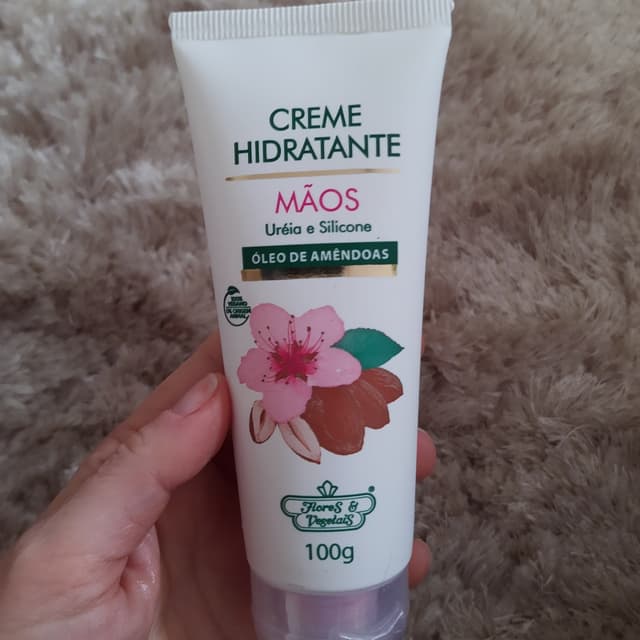 CREME
HIDRATANTE
MÃOS
Uréia e Silicone
ÓLEO DE AMÊNDOAS
FloreS &
VegetaiS
100g